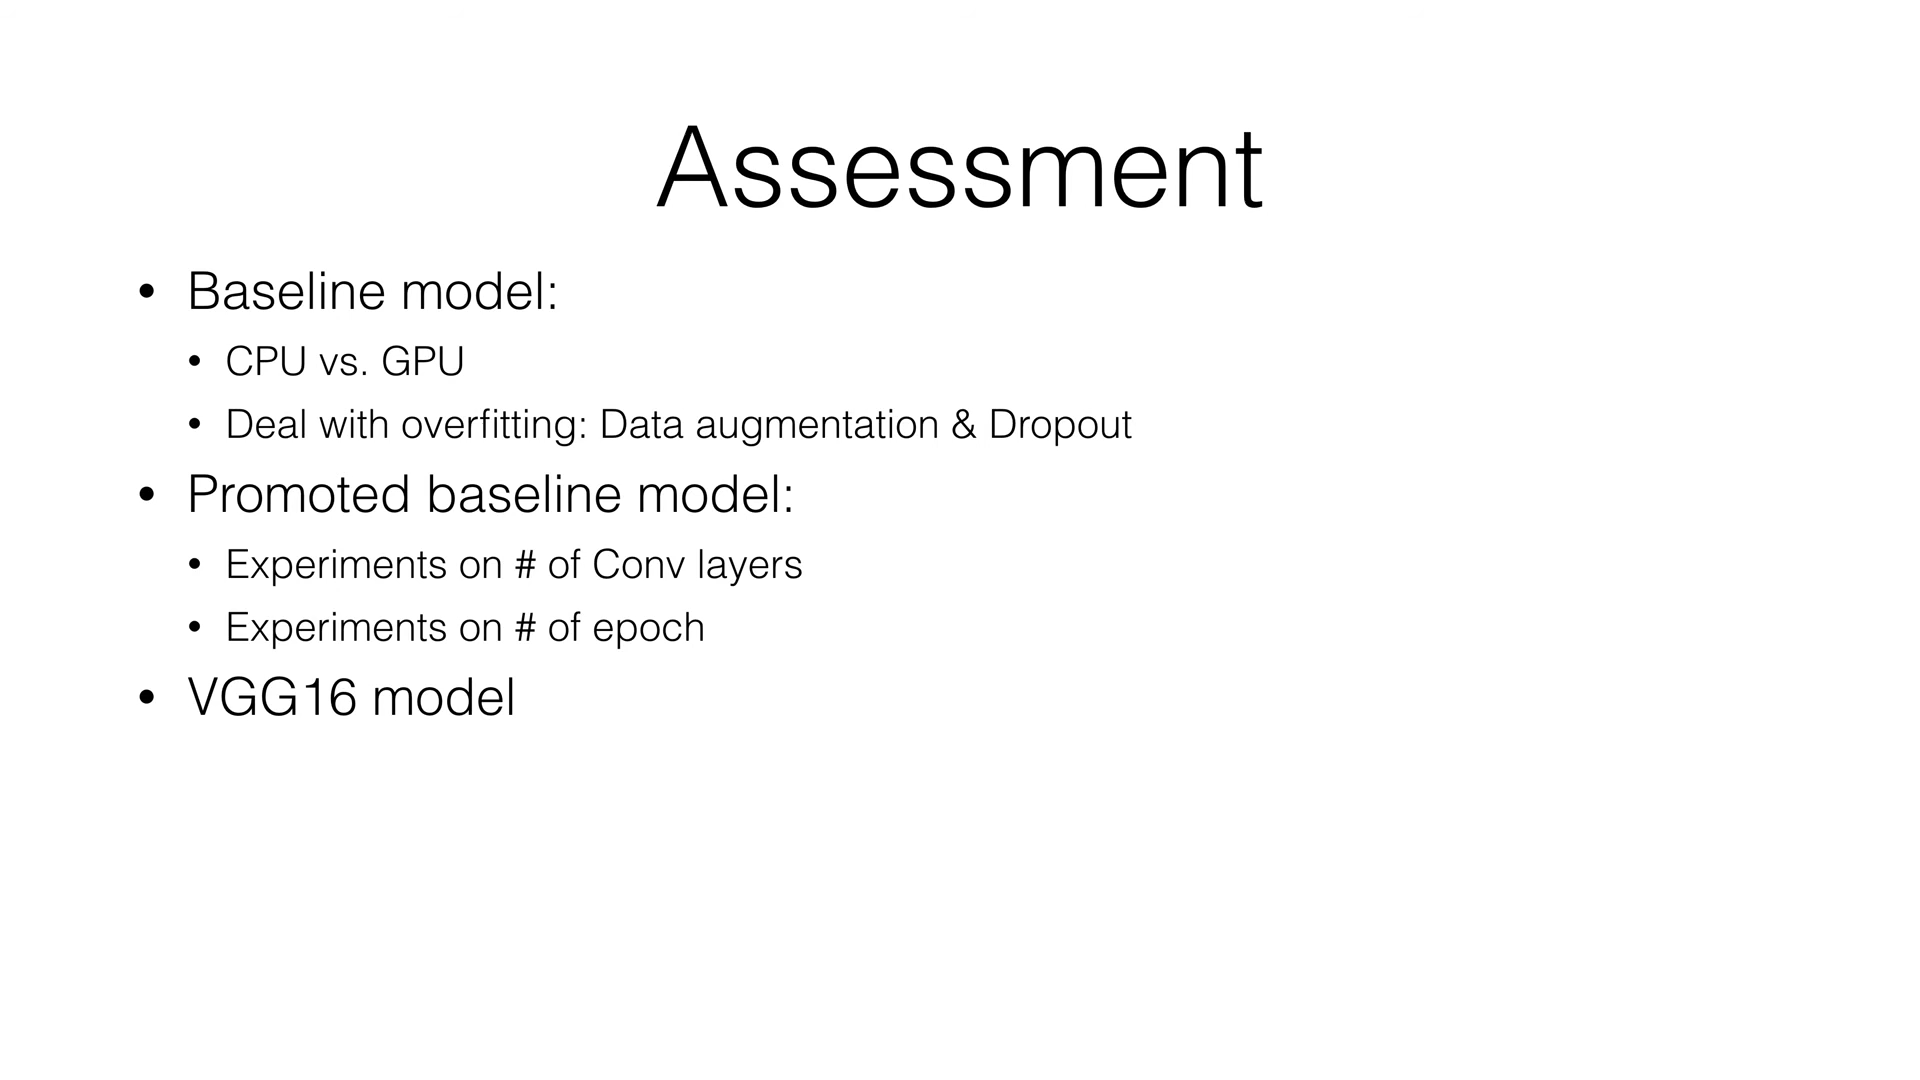 Assessment
• Baseline model:
• CPU vs. GPU
• Deal with overfitting: Data augmentation & Dropout
• Promoted baseline model:
• Experiments on # of Conv layers
• Experiments on # of epoch
• VGG16 model